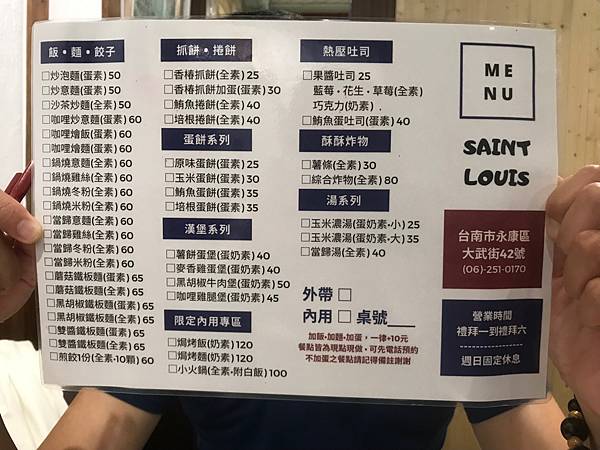 飯•麵•餃子
□炒泡麵(蛋素)50
□炒意麵(蛋素)50
□沙茶炒麵(全素)60
□咖哩炒意麵(蛋素)60
□咖哩燴飯(蛋素)60
□咖哩燴麵(蛋素)60
□鍋燒意麵(全素)60
□鍋燒雞絲(全素)60
□鍋燒冬粉(全素)60
□鍋燒米粉(全素)60
□當歸意麵(全素)60
□當歸雞絲(全素)60
□當歸冬粉(全素)60
□當歸米粉(全素)60
□蘑菇鐵板麵(蛋素)65
□蘑菇鐵板麵(全素)65
□黑胡椒鐵板麵(蛋素)65
□黑胡椒鐵板麵(全素)65
□雙醬鐵板麵(蛋素)65
□雙醬鐵板麵(全素)65
□煎餃1份(全素•10顆)60
抓餅•捲餅
□香椿抓餅(全素)25
□香椿抓餅加蛋(蛋素)30
□鮪魚捲餅(全素)40
□培根捲餅(全素)40
蛋餅系列
□原味蛋餅(蛋素)25
□玉米蛋餅(蛋素)30
□鮪魚蛋餅(蛋素)35
□培根蛋餅(蛋素)35
漢堡系列
□薯餅蛋堡(蛋奶素)40
□麥香雞蛋堡(蛋奶素)40
□黑胡椒牛肉堡(蛋奶素)50
□咖哩雞腿堡(蛋奶素)45
限定內用專區
□焗烤飯(奶素)120
□焗烤麵(奶素)120
□小火鍋(全素•附白飯)100
熱壓吐司
□果醬吐司 25
藍莓•花生•草莓(全素)
巧克力(奶素) .
□鮪魚蛋吐司(蛋奶素)40
酥酥炸物
□薯條(全素)30
□綜合炸物(全素)80
湯系列
□玉米濃湯(蛋奶素•小)25
□玉米濃湯(蛋奶素•大)35
□當歸湯(全素)40
外帶□
內用□桌號___
加飯•加麵•加蛋,一律+10元
餐點皆為現點現做•可先電話預約
不加蛋之餐點請記得備註謝謝
ME
NU
SAINT
LOUIS
台南市永康區
大武街42號
(06)-251-0170
營業時間
禮拜一到禮拜六
週日固定休息